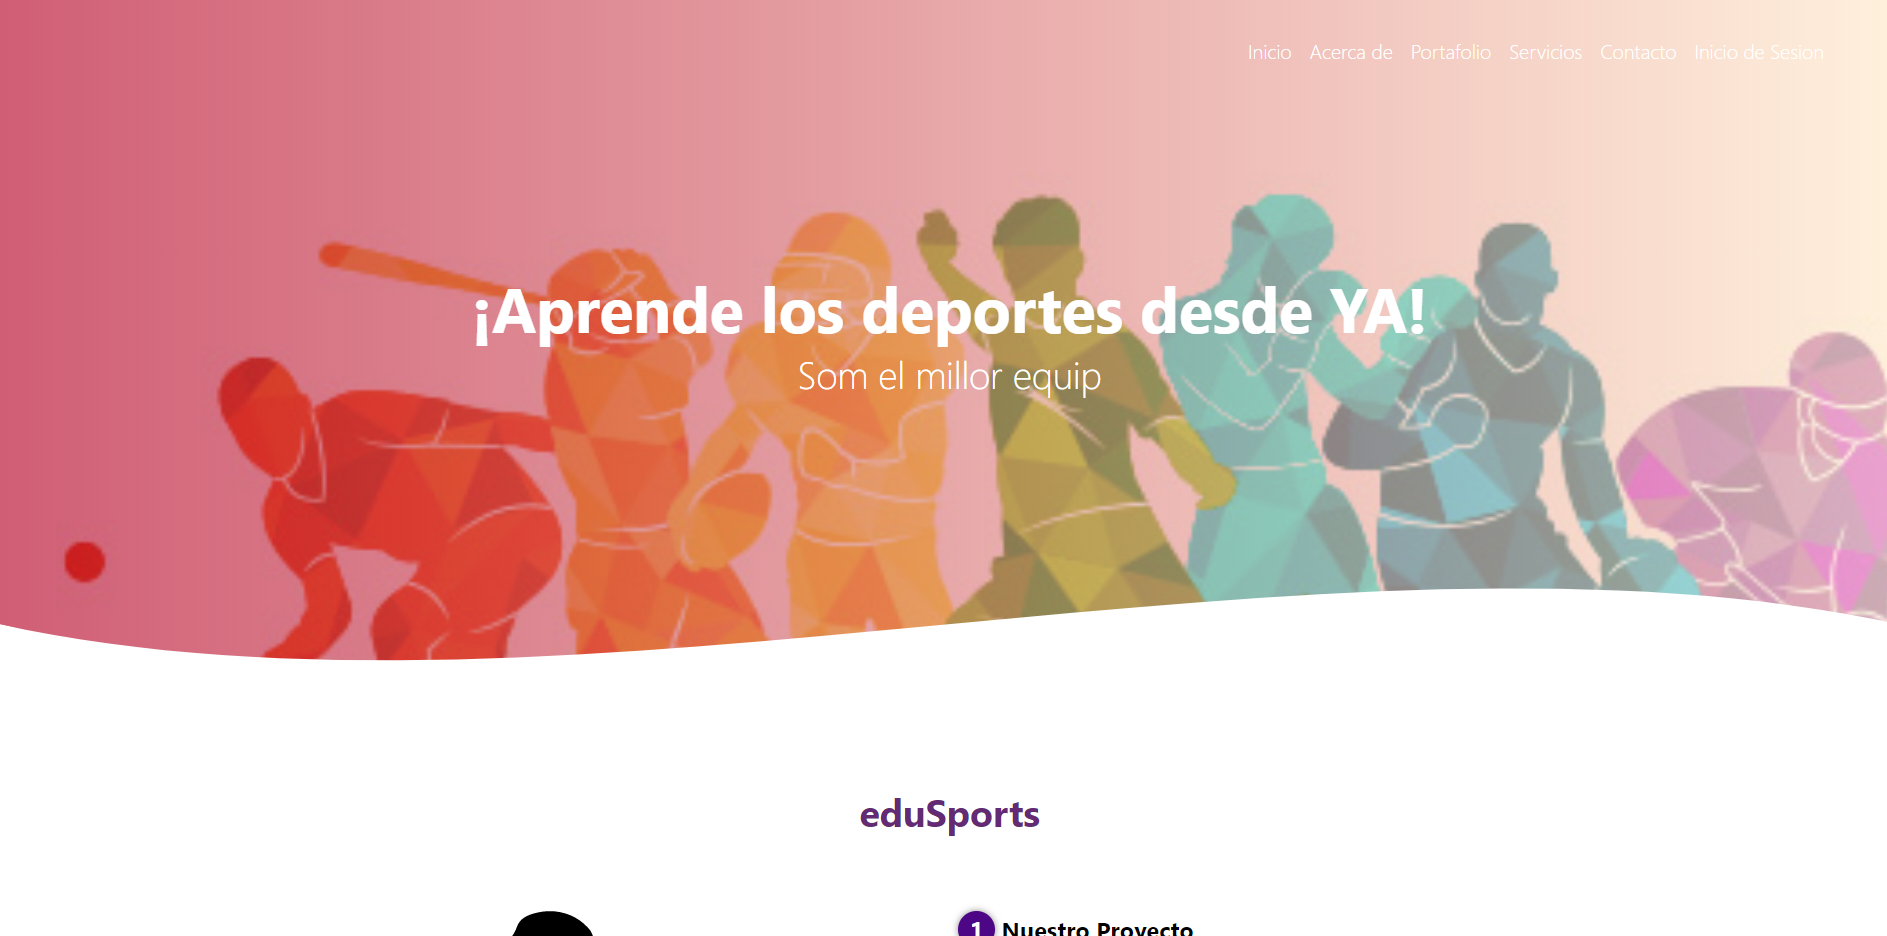 Inicio Acerca de Portafolio Servicios Contacto Inicio de Sesion
¡Aprende los deportes desde YA!
Som el millor equip
eduSports
1 Nuestro Proyecto